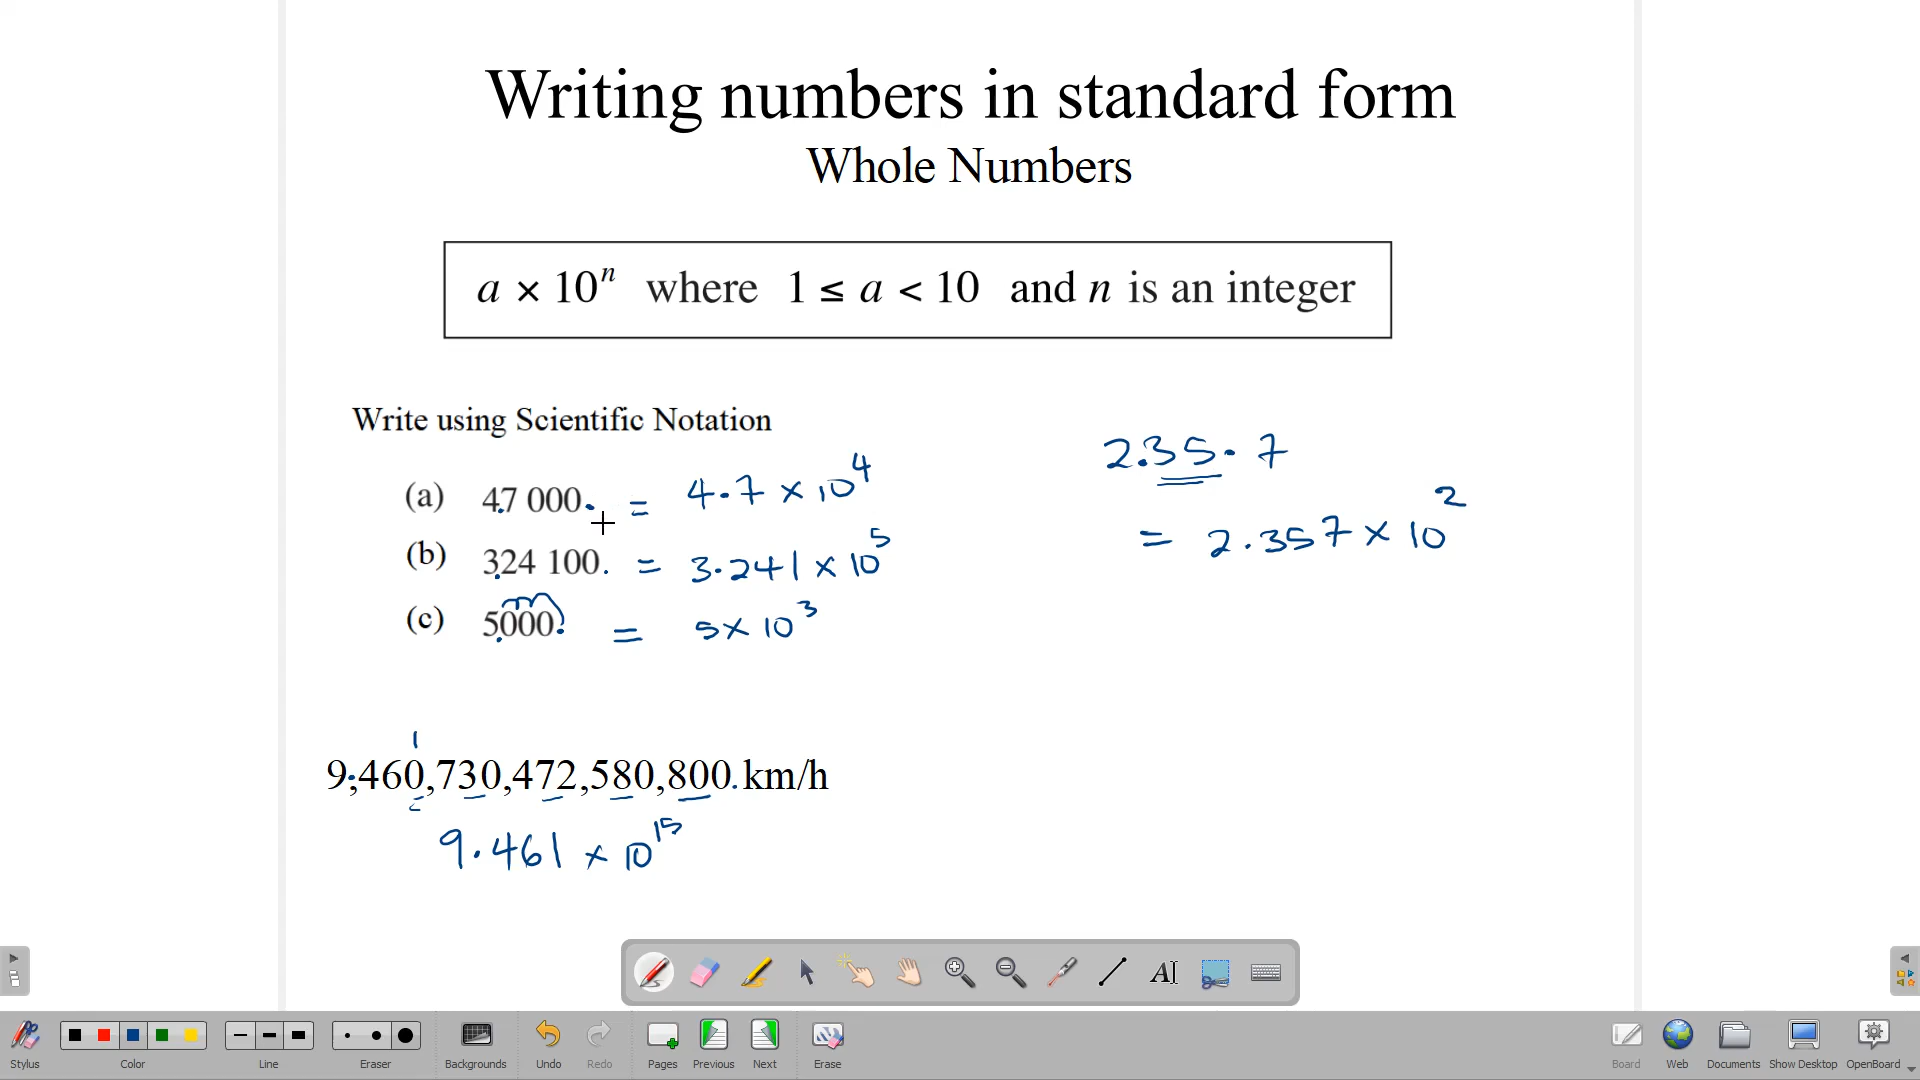 Writing numbers in standard form
Whole Numbers
a × 10ⁿ where 1 ≤ a < 10 and n is an integer
Write using Scientific Notation
(a) 47 000. = 4.7 × 10⁴
(b) 324 100. = 3.241 × 10⁵
(c) 5000. = 5 × 10³
2.35.7
= 2.357 × 10²
1
9,460,730,472,580,800.km/h
9.461 × 10¹⁵
AI
Stylus Color Line Eraser Backgrounds Undo Redo Pages Previous Next Erase Board Web Documents Show Desktop OpenBoard